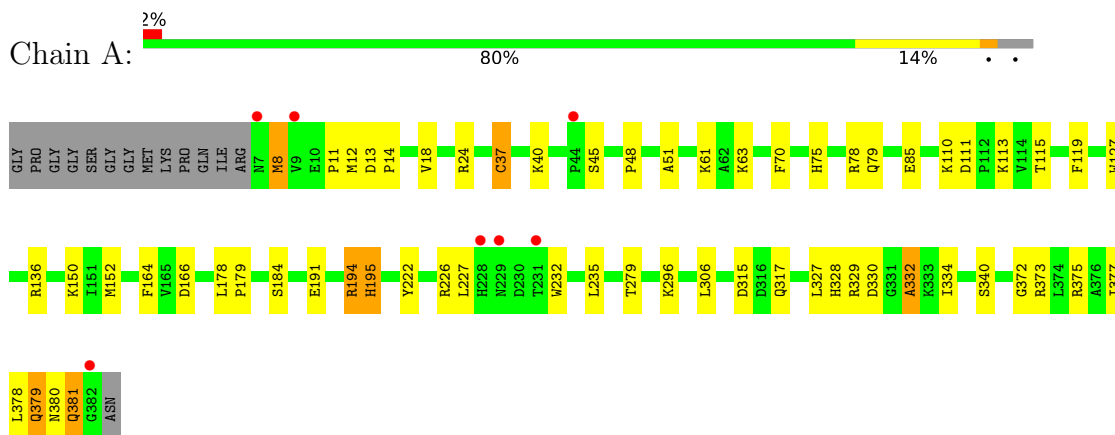 2%
Chain A:
80% 14% • •
GLY PRO GLY GLY SER GLY GLY MET LYS PRO GLN ILE ARG N7 M8 V9 E10 P11 M12 D13 P14 V18 R24 C37 K40 P44 S45 P48 A51 K61 A62 K63 F70 H75 R78 Q79 E85 K110 D111 P112 K113 V114 T115 F119
R136 K150 I151 M152 F164 V165 D166 L178 P179 S184 E191 R194 H195 Y222 R226 L227 H228 N229 D230 T231 W232 L235 T279 K296 L306 D315 D316 Q317 L327 H328 R329 D330 G331 A332 K333 I334 S340 G372 R373 L374 R375 A376 I377
L378 Q379 N380 Q381 G382 ASN